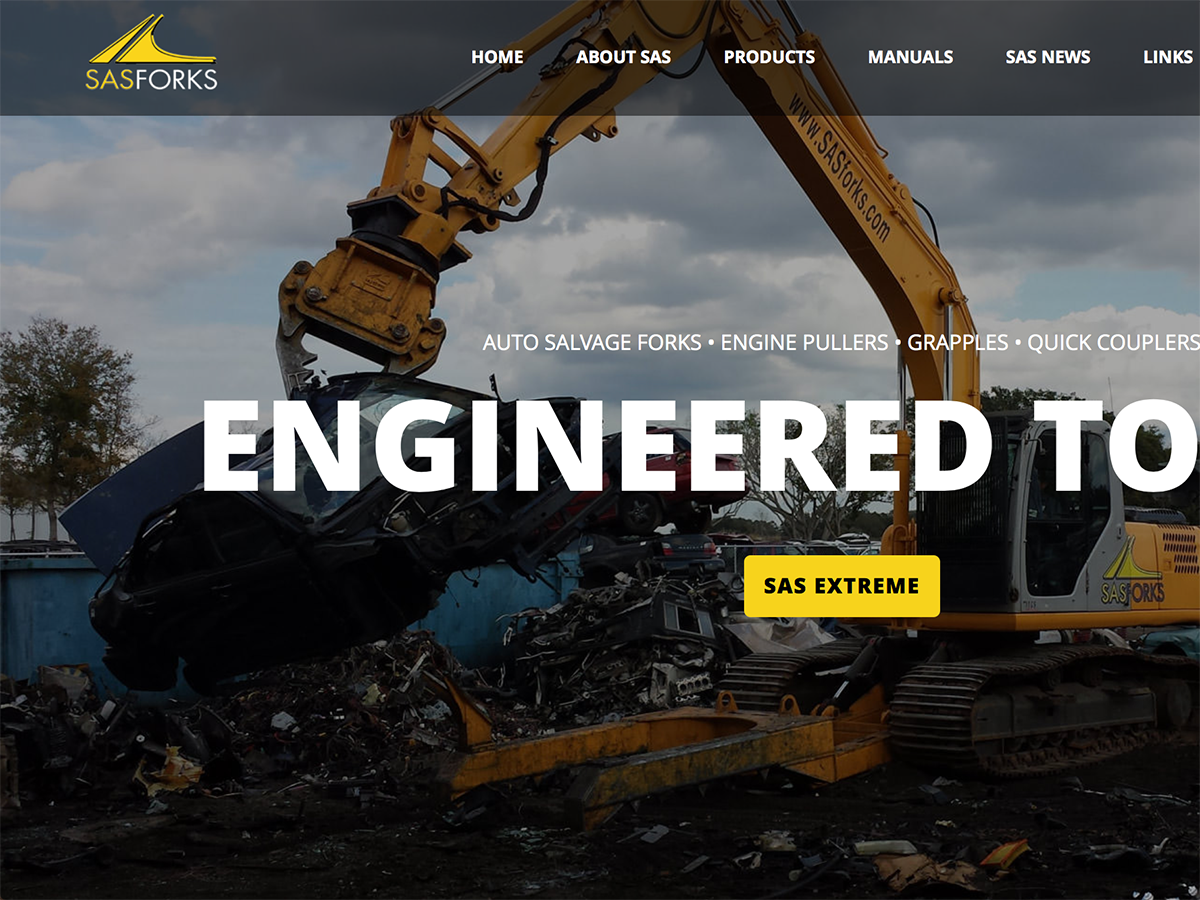 SASFORKS
HOME ABOUT SAS PRODUCTS MANUALS SAS NEWS LINKS
www.SASforks.com
AUTO SALVAGE FORKS • ENGINE PULLERS • GRAPPLES • QUICK COUPLERS
ENGINEERED TO
SAS EXTREME
SASFORKS